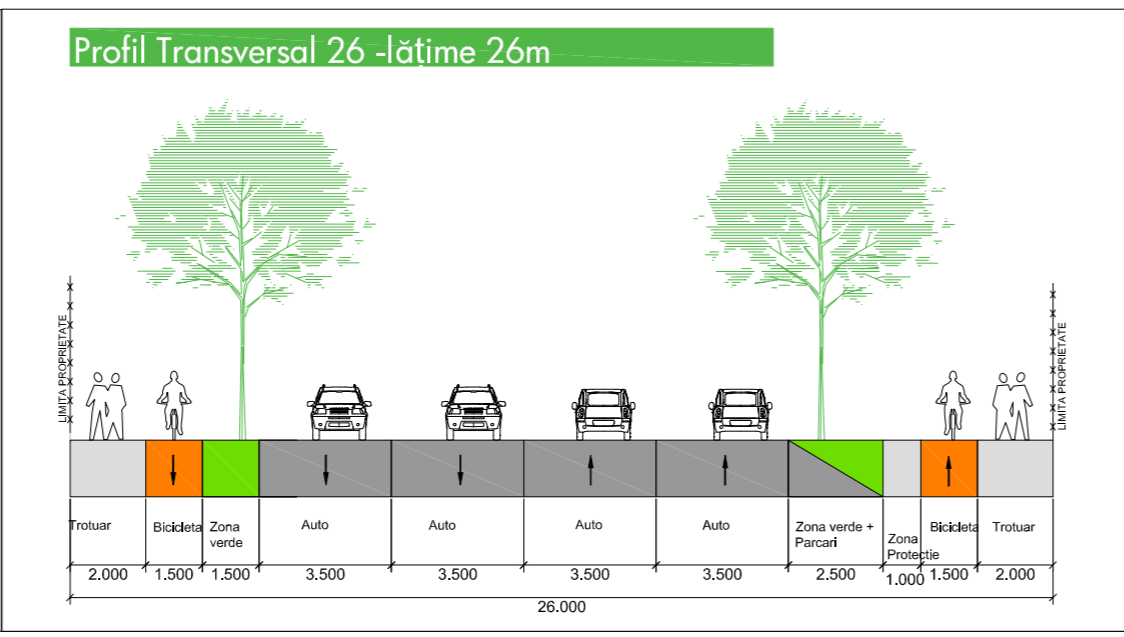 Profil Transversal 26 -lățime 26m
LIMITA PROPRIETATE
LIMITA PROPRIETATE
Trotuar
Bicicleta
Zona
verde
Auto
Auto
Auto
Auto
Zona verde +
Parcari
Zona
Protecție
Bicicleta
Trotuar
2.000
1.500
1.500
3.500
3.500
3.500
3.500
2.500
1.000
1.500
2.000
26.000